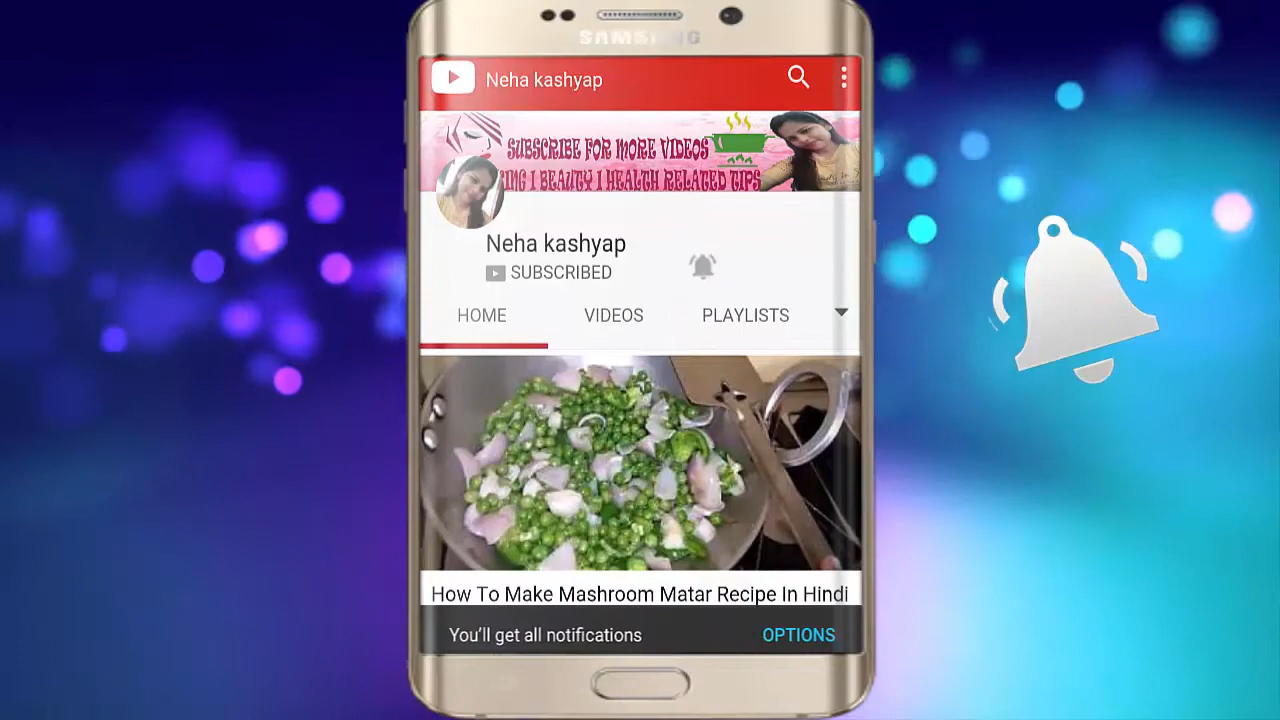 SAMSUNG
Neha kashyap
SUBSCRIBE FOR MORE VIDEOS
I BEAUTY I HEALTH RELATED TIPS
Neha kashyap
SUBSCRIBED
HOME VIDEOS PLAYLISTS
How To Make Mashroom Matar Recipe In Hindi
You'll get all notifications OPTIONS